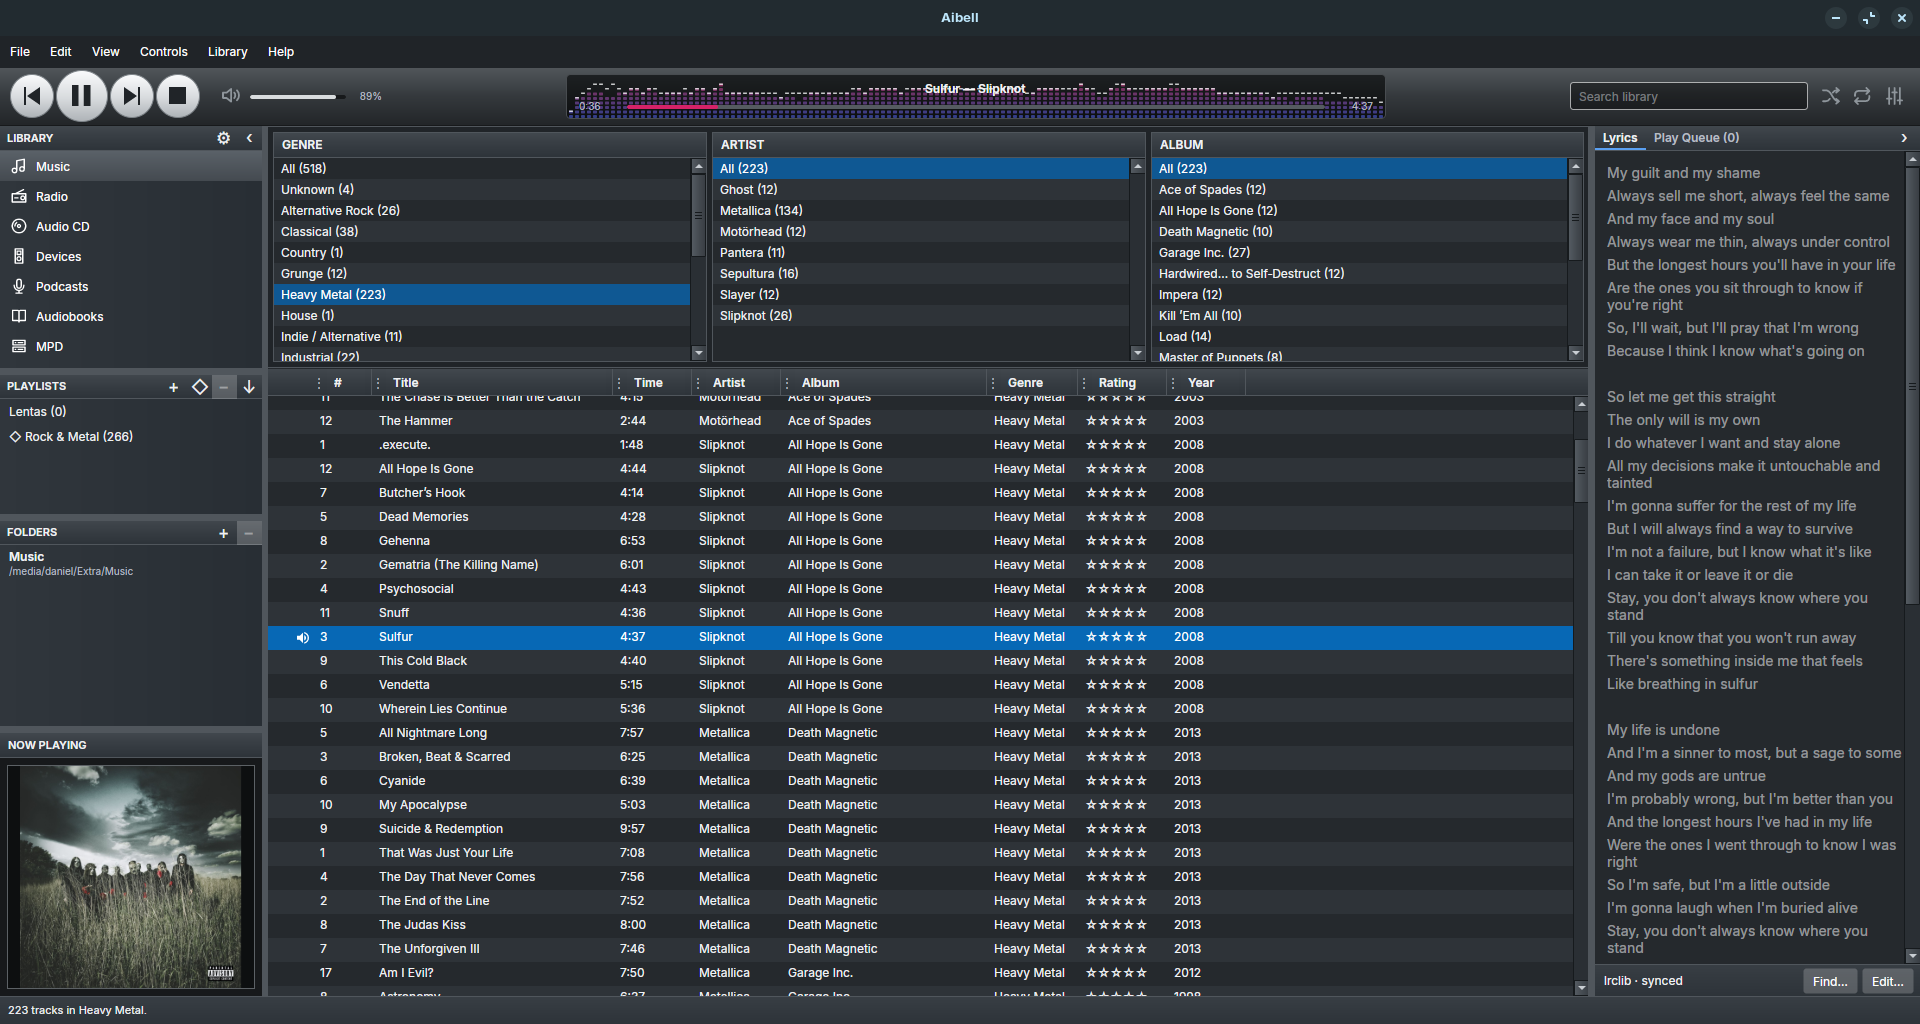 Aibell
File Edit View Controls Library Help
89%
Sulfur — Slipknot
0:36 4:37
Search library
LIBRARY
Music
Radio
Audio CD
Devices
Podcasts
Audiobooks
MPD
PLAYLISTS
Lentas (0)
Rock & Metal (266)
FOLDERS
Music
/media/daniel/Extra/Music
NOW PLAYING
PARENTAL
ADVISORY
GENRE
All (518)
Unknown (4)
Alternative Rock (26)
Classical (38)
Country (1)
Grunge (12)
Heavy Metal (223)
House (1)
Indie / Alternative (11)
Industrial (22)
ARTIST
All (223)
Ghost (12)
Metallica (134)
Motörhead (12)
Pantera (11)
Sepultura (16)
Slayer (12)
Slipknot (26)
ALBUM
All (223)
Ace of Spades (12)
All Hope Is Gone (12)
Death Magnetic (10)
Garage Inc. (27)
Hardwired... to Self-Destruct (12)
Impera (12)
Kill ’Em All (10)
Load (14)
Master of Puppets (8)
# Title Time Artist Album Genre Rating Year
11 The Chase Is Better Than the Catch 4:15 Motörhead Ace of Spades Heavy Metal ☆☆☆☆☆ 2003
12 The Hammer 2:44 Motörhead Ace of Spades Heavy Metal ☆☆☆☆☆ 2003
1 .execute. 1:48 Slipknot All Hope Is Gone Heavy Metal ☆☆☆☆☆ 2008
12 All Hope Is Gone 4:44 Slipknot All Hope Is Gone Heavy Metal ☆☆☆☆☆ 2008
7 Butcher’s Hook 4:14 Slipknot All Hope Is Gone Heavy Metal ☆☆☆☆☆ 2008
5 Dead Memories 4:28 Slipknot All Hope Is Gone Heavy Metal ☆☆☆☆☆ 2008
8 Gehenna 6:53 Slipknot All Hope Is Gone Heavy Metal ☆☆☆☆☆ 2008
2 Gematria (The Killing Name) 6:01 Slipknot All Hope Is Gone Heavy Metal ☆☆☆☆☆ 2008
4 Psychosocial 4:43 Slipknot All Hope Is Gone Heavy Metal ☆☆☆☆☆ 2008
11 Snuff 4:36 Slipknot All Hope Is Gone Heavy Metal ☆☆☆☆☆ 2008
3 Sulfur 4:37 Slipknot All Hope Is Gone Heavy Metal ☆☆☆☆☆ 2008
9 This Cold Black 4:40 Slipknot All Hope Is Gone Heavy Metal ☆☆☆☆☆ 2008
6 Vendetta 5:15 Slipknot All Hope Is Gone Heavy Metal ☆☆☆☆☆ 2008
10 Wherein Lies Continue 5:36 Slipknot All Hope Is Gone Heavy Metal ☆☆☆☆☆ 2008
5 All Nightmare Long 7:57 Metallica Death Magnetic Heavy Metal ☆☆☆☆☆ 2013
3 Broken, Beat & Scarred 6:25 Metallica Death Magnetic Heavy Metal ☆☆☆☆☆ 2013
6 Cyanide 6:39 Metallica Death Magnetic Heavy Metal ☆☆☆☆☆ 2013
10 My Apocalypse 5:03 Metallica Death Magnetic Heavy Metal ☆☆☆☆☆ 2013
9 Suicide & Redemption 9:57 Metallica Death Magnetic Heavy Metal ☆☆☆☆☆ 2013
1 That Was Just Your Life 7:08 Metallica Death Magnetic Heavy Metal ☆☆☆☆☆ 2013
4 The Day That Never Comes 7:56 Metallica Death Magnetic Heavy Metal ☆☆☆☆☆ 2013
2 The End of the Line 7:52 Metallica Death Magnetic Heavy Metal ☆☆☆☆☆ 2013
8 The Judas Kiss 8:00 Metallica Death Magnetic Heavy Metal ☆☆☆☆☆ 2013
7 The Unforgiven III 7:46 Metallica Death Magnetic Heavy Metal ☆☆☆☆☆ 2013
17 Am I Evil? 7:50 Metallica Garage Inc. Heavy Metal ☆☆☆☆☆ 2012
8 Astronomy 6:37 Metallica Garage Inc. Heavy Metal ☆☆☆☆☆ 1998
Lyrics Play Queue (0)
My guilt and my shame
Always sell me short, always feel the same
And my face and my soul
Always wear me thin, always under control
But the longest hours you'll have in your life
Are the ones you sit through to know if
you're right
So, I'll wait, but I'll pray that I'm wrong
Because I think I know what's going on
So let me get this straight
The only will is my own
I do whatever I want and stay alone
All my decisions make it untouchable and
tainted
I'm gonna suffer for the rest of my life
But I will always find a way to survive
I'm not a failure, but I know what it's like
I can take it or leave it or die
Stay, you don't always know where you
stand
Till you know that you won't run away
There's something inside me that feels
Like breathing in sulfur
My life is undone
And I'm a sinner to most, but a sage to some
And my gods are untrue
I'm probably wrong, but I'm better than you
And the longest hours I've had in my life
Were the ones I went through to know I was
right
So I'm safe, but I'm a little outside
I'm gonna laugh when I'm buried alive
Stay, you don't always know where you
stand
lrclib · synced Find... Edit...
223 tracks in Heavy Metal.